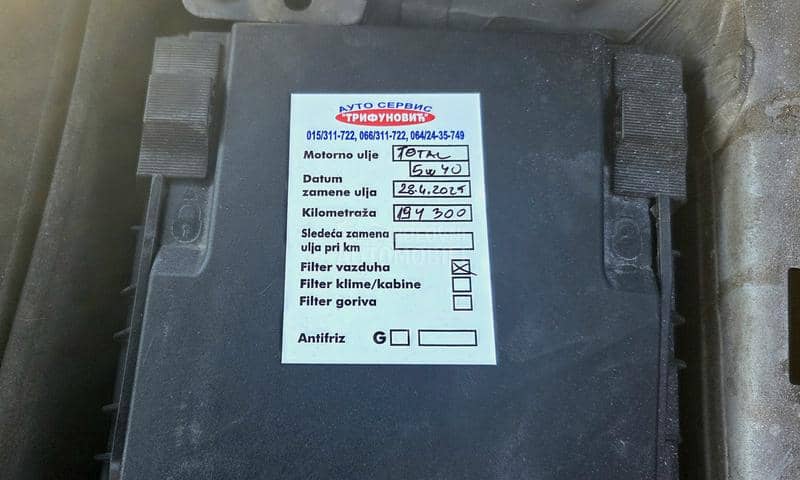 АУТО СЕРВИС
"ТРИФУНОВИЋ"
015/311-722, 066/311-722, 064/24-35-749
Motorno ulje TOTAL
5w40
Datum
zamene ulja 28.4.2025
Kilometraža 194 300
Sledeća zamena
ulja pri km
Filter vazduha
Filter klime/kabine
Filter goriva
Antifriz G